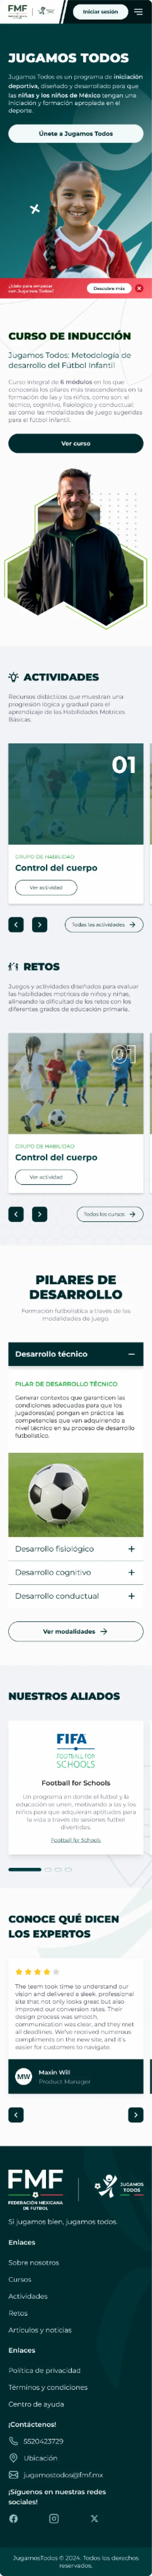 FMF
Iniciar sesión
JUGAMOS TODOS
Jugamos Todos es un programa de iniciación
deportiva, diseñado y desarrollado para que
las niñas y los niños de México tengan una
iniciación y formación apropiada en el
deporte.
Únete a Jugamos Todos
¿Listo para empezar
con Jugamos Todos?
Descubre más
CURSO DE INDUCCIÓN
Jugamos Todos: Metodología de
desarrollo del Fútbol Infantil
Curso integral de 6 módulos en los que
conocerás los pilares más trascendentes en la
formación de las y los niños, como son: el
técnico, cognitivo, fisiológico y conductual;
así como las modalidades de juego sugeridas
para el fútbol infantil.
Ver curso
ACTIVIDADES
Recursos didácticos que muestran una
progresión lógica y gradual para el
aprendizaje de las Habilidades Motrices
Básicas.
01
GRUPO DE HABILIDAD
Control del cuerpo
Ver actividad
Todas las actividades
RETOS
Juegos y actividades diseñados para evaluar
las habilidades motrices de niños y niñas,
alineando la dificultad de los retos con los
diferentes grados de educación primaria.
01
GRUPO DE HABILIDAD
Control del cuerpo
Ver actividad
Todos los cursos
PILARES DE
DESARROLLO
Formación futbolística a través de las
modalidades de juego
Desarrollo técnico
PILAR DE DESARROLLO TÉCNICO
Generar contextos que garanticen las
condiciones adecuadas para que los
jugadores(as) pongan en práctica las
competencias que van adquiriendo a
nivel técnico en su proceso de desarrollo
futbolístico.
Desarrollo fisiológico
Desarrollo cognitivo
Desarrollo conductual
Ver modalidades
NUESTROS ALIADOS
FIFA
FOOTBALL FOR
SCHOOLS
Football for Schools
Un programa en donde el futbol y la
educación se unen, motivando a las y los
niños para que adquieran aptitudes para
la vida a través de sesiones futbol
divertidas.
Football for Schools
CONOCE QUÉ DICEN
LOS EXPERTOS
The team took time to understand our
vision and delivered a sleek, professional
site that not only looks great but also
improved our conversion rates. Their
design process was smooth,
communication was clear, and they met
all deadlines. We've received numerous
compliments on the new site, and it's
easier for customers to navigate.
MW
Maxin Will
Product Manager
FMF
FEDERACIÓN MEXICANA
DE FUTBOL
JUGAMOS
TODOS
Si jugamos bien, jugamos todos.
Enlaces
Sobre nosotros
Cursos
Actividades
Retos
Artículos y noticias
Enlaces
Política de privacidad
Términos y condiciones
Centro de ayuda
¡Contáctenos!
5520423729
Ubicación
jugamostodos@fmf.mx
¡Síguenos en nuestras redes
sociales!
JugamosTodos © 2024. Todos los derechos
reservados.